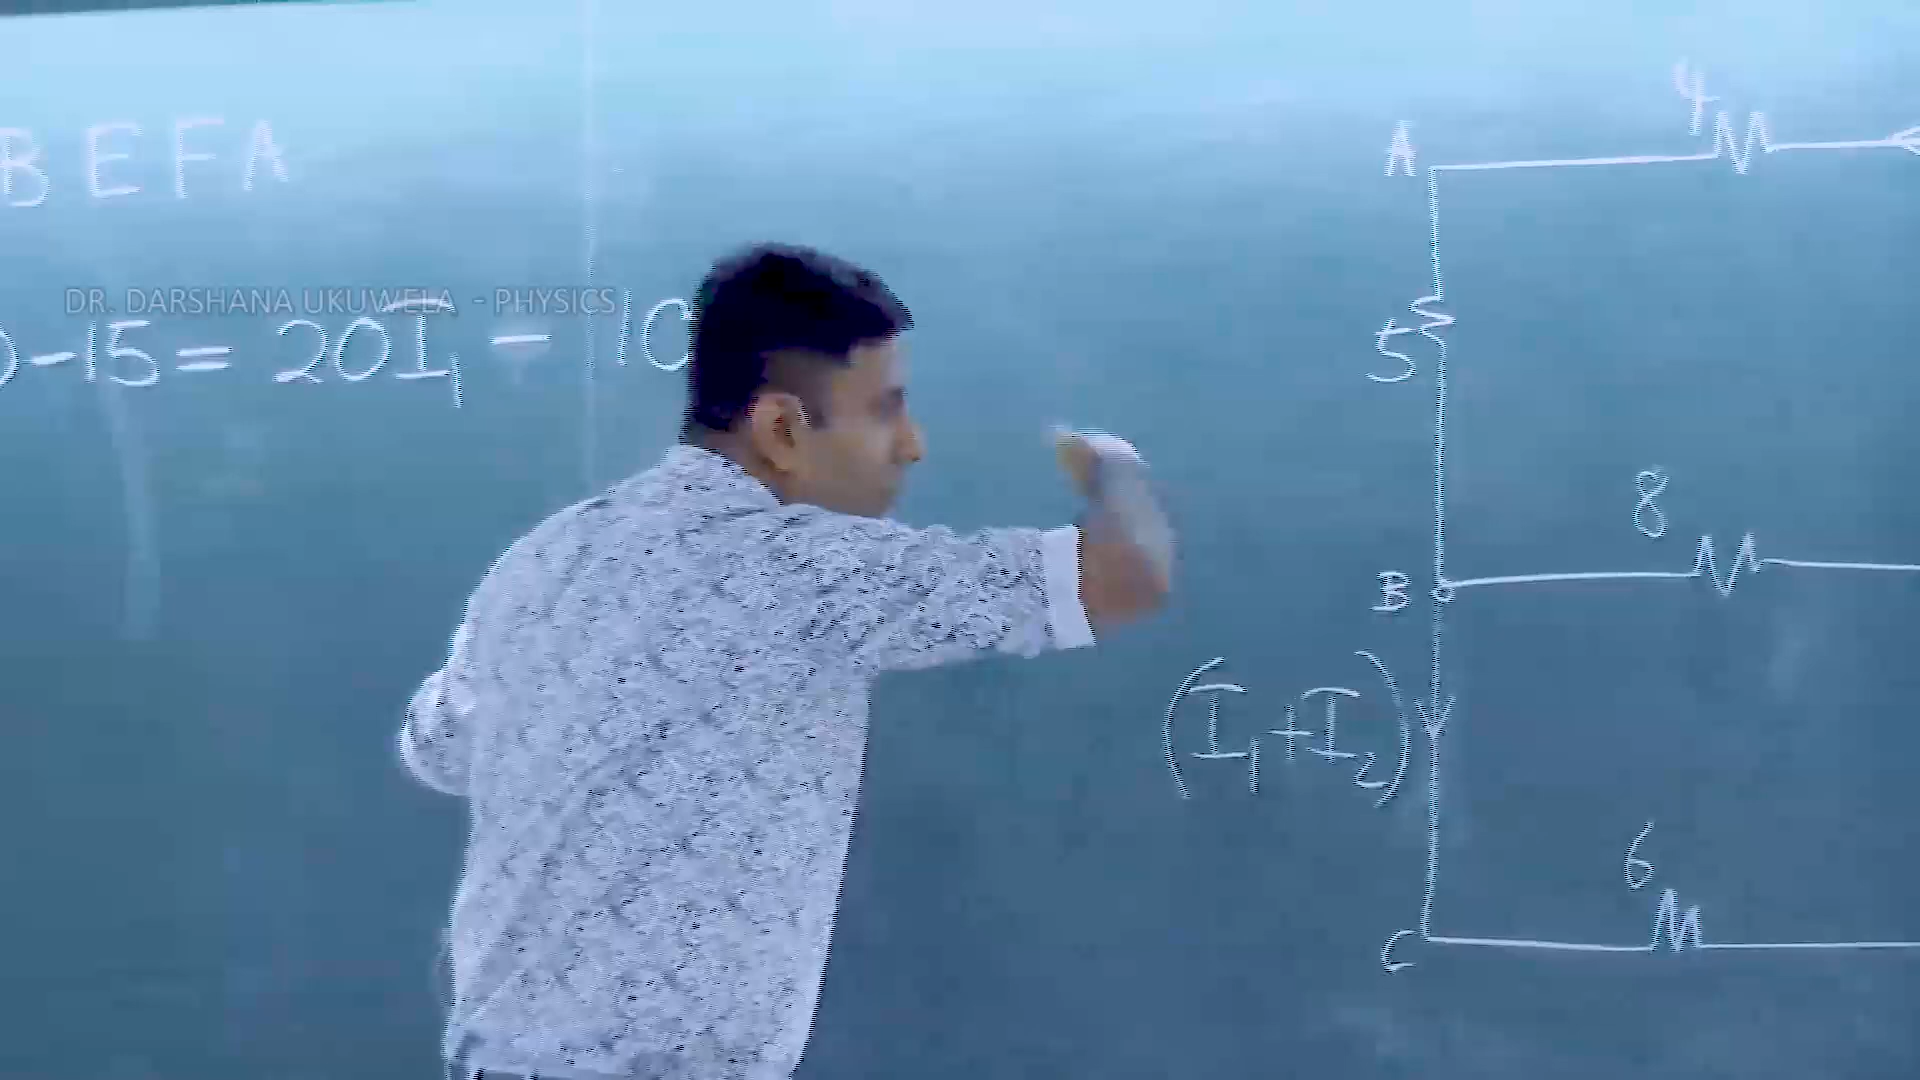 BEFA
DR. DARSHANA UKUWELA - PHYSICS
-15 = 20I₁ - 10
A
4
5
B
8
(I₁+I₂)
6
C